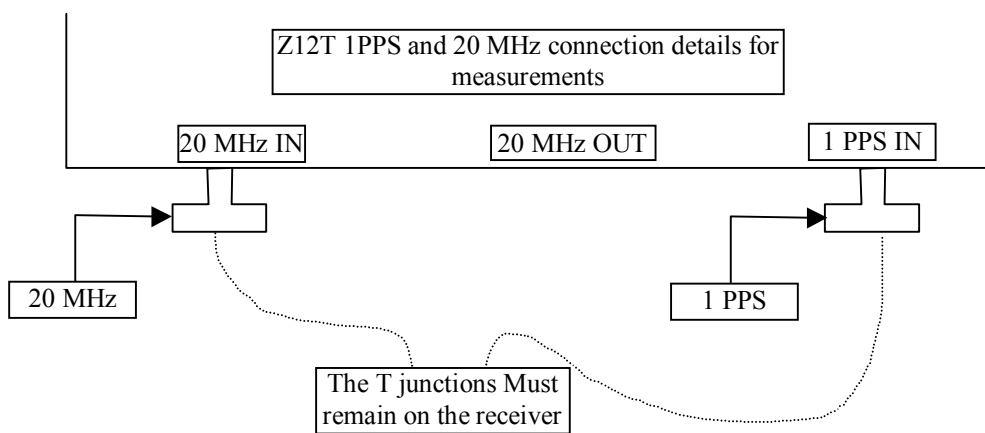 Z12T 1PPS and 20 MHz connection details for
measurements
20 MHz IN
20 MHz OUT
1 PPS IN
20 MHz
1 PPS
The T junctions Must
remain on the receiver